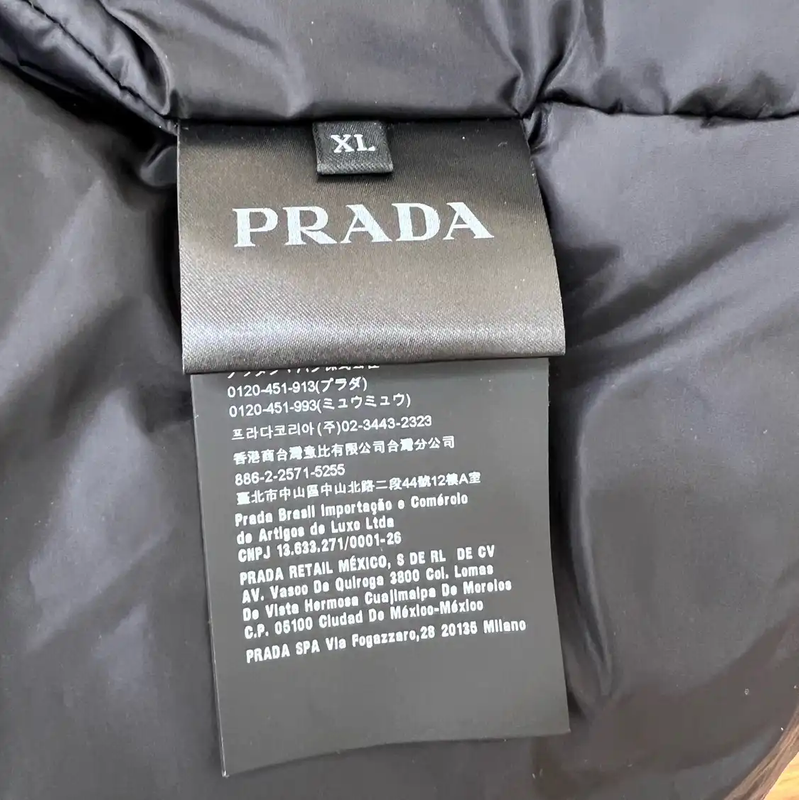 XL
PRADA
0120-451-913(プラダ)
0120-451-993(ミュウミュウ)
프라다코리아(주)02-3443-2323
香港商台灣意比有限公司台灣分公司
886-2-2571-5255
臺北市中山區中山北路二段44號12樓A室
Prada Brasil Importação e Comércio
de Artigos de Luxo Ltda
CNPJ 13.633.271/0001-26
PRADA RETAIL MÉXICO, S DE RL DE CV
AV. Vasco De Quiroga 3800 Col. Lomas
De Vista Hermosa Cuajimalpa De Morelos
C.P. 05100 Ciudad De México-México
PRADA SPA Via Fogazzaro,28 20135 Milano